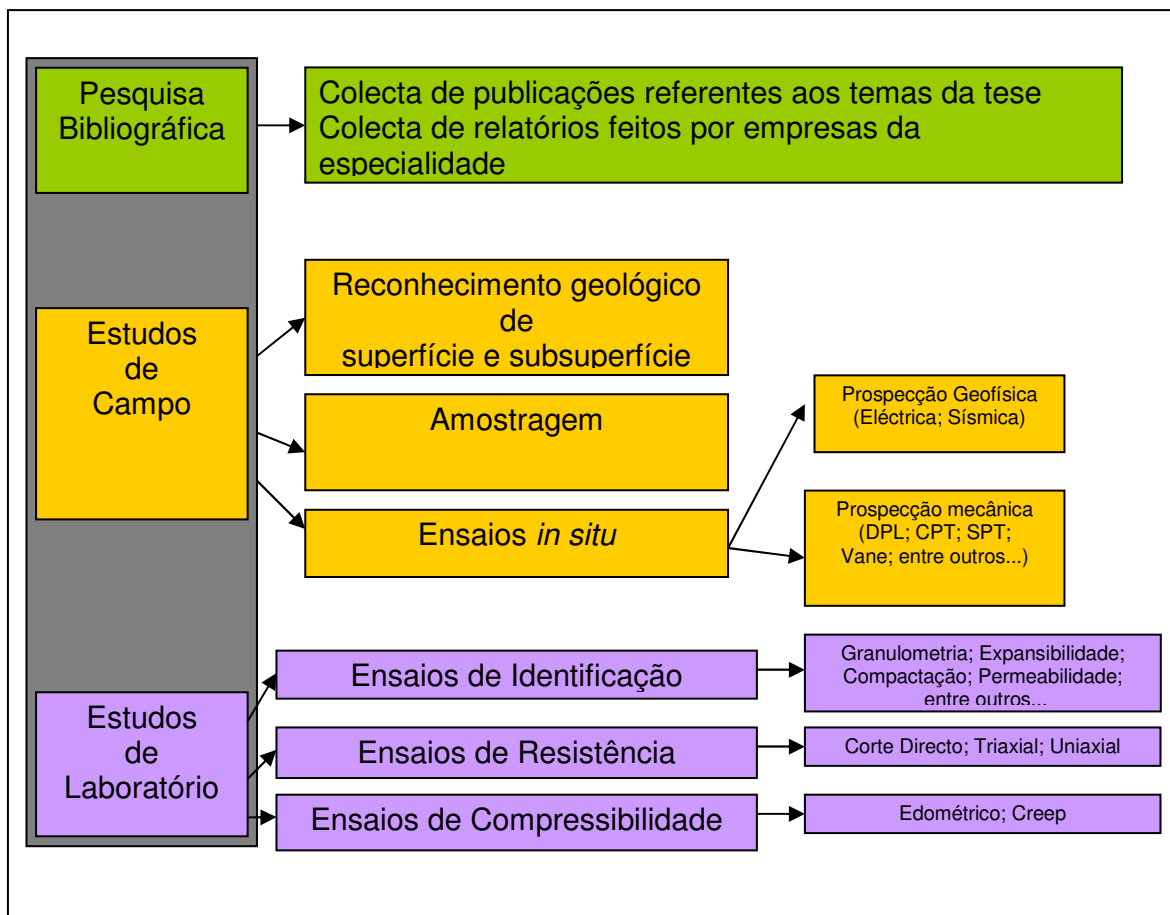 Pesquisa
Bibliográfica
Colecta de publicações referentes aos temas da tese
Colecta de relatórios feitos por empresas da
especialidade
Estudos
de
Campo
Reconhecimento geológico
de
superfície e subsuperfície
Amostragem
Ensaios in situ
Prospecção Geofísica
(Eléctrica; Sísmica)
Prospecção mecânica
(DPL; CPT; SPT;
Vane; entre outros...)
Estudos
de
Laboratório
Ensaios de Identificação
Granulometria; Expansibilidade;
Compactação; Permeabilidade;
entre outros...
Ensaios de Resistência
Corte Directo; Triaxial; Uniaxial
Ensaios de Compressibilidade
Edométrico; Creep